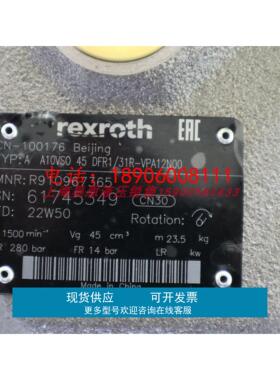 rexroth EAC
CN-100176 Beijing
TYP:A A10VSO 45 DFR1/31R-VPA12N00
MNR: R910967365
18906008111
SN: 61745349 CN30
FD: 22W50 Rotation:
1500 min⁻¹ Vg 45 cm³ m 23,5 kg
R 280 bar FR 14 bar LR kw
Made in China
现货供应 可开票
更多型号欢迎咨询在线客服